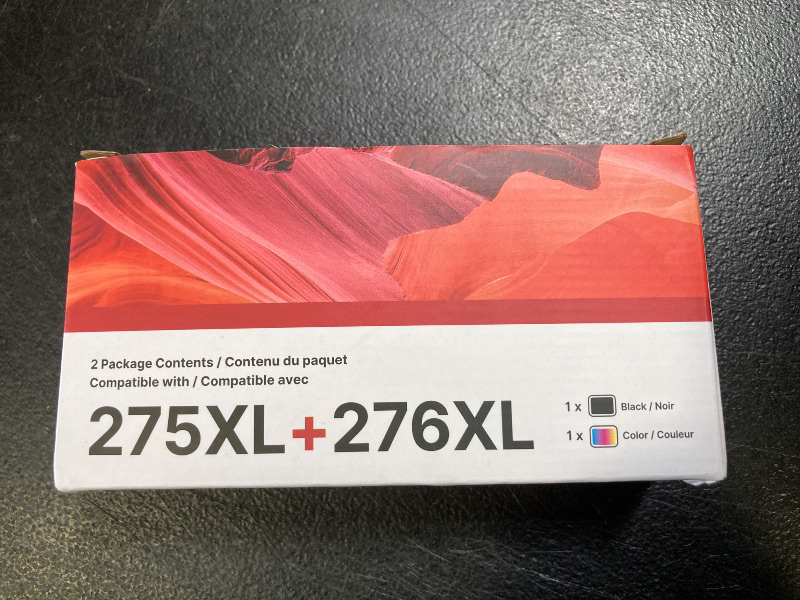 2 Package Contents / Contenu du paquet
Compatible with / Compatible avec
275XL+276XL
1 x Black / Noir
1 x Color / Couleur